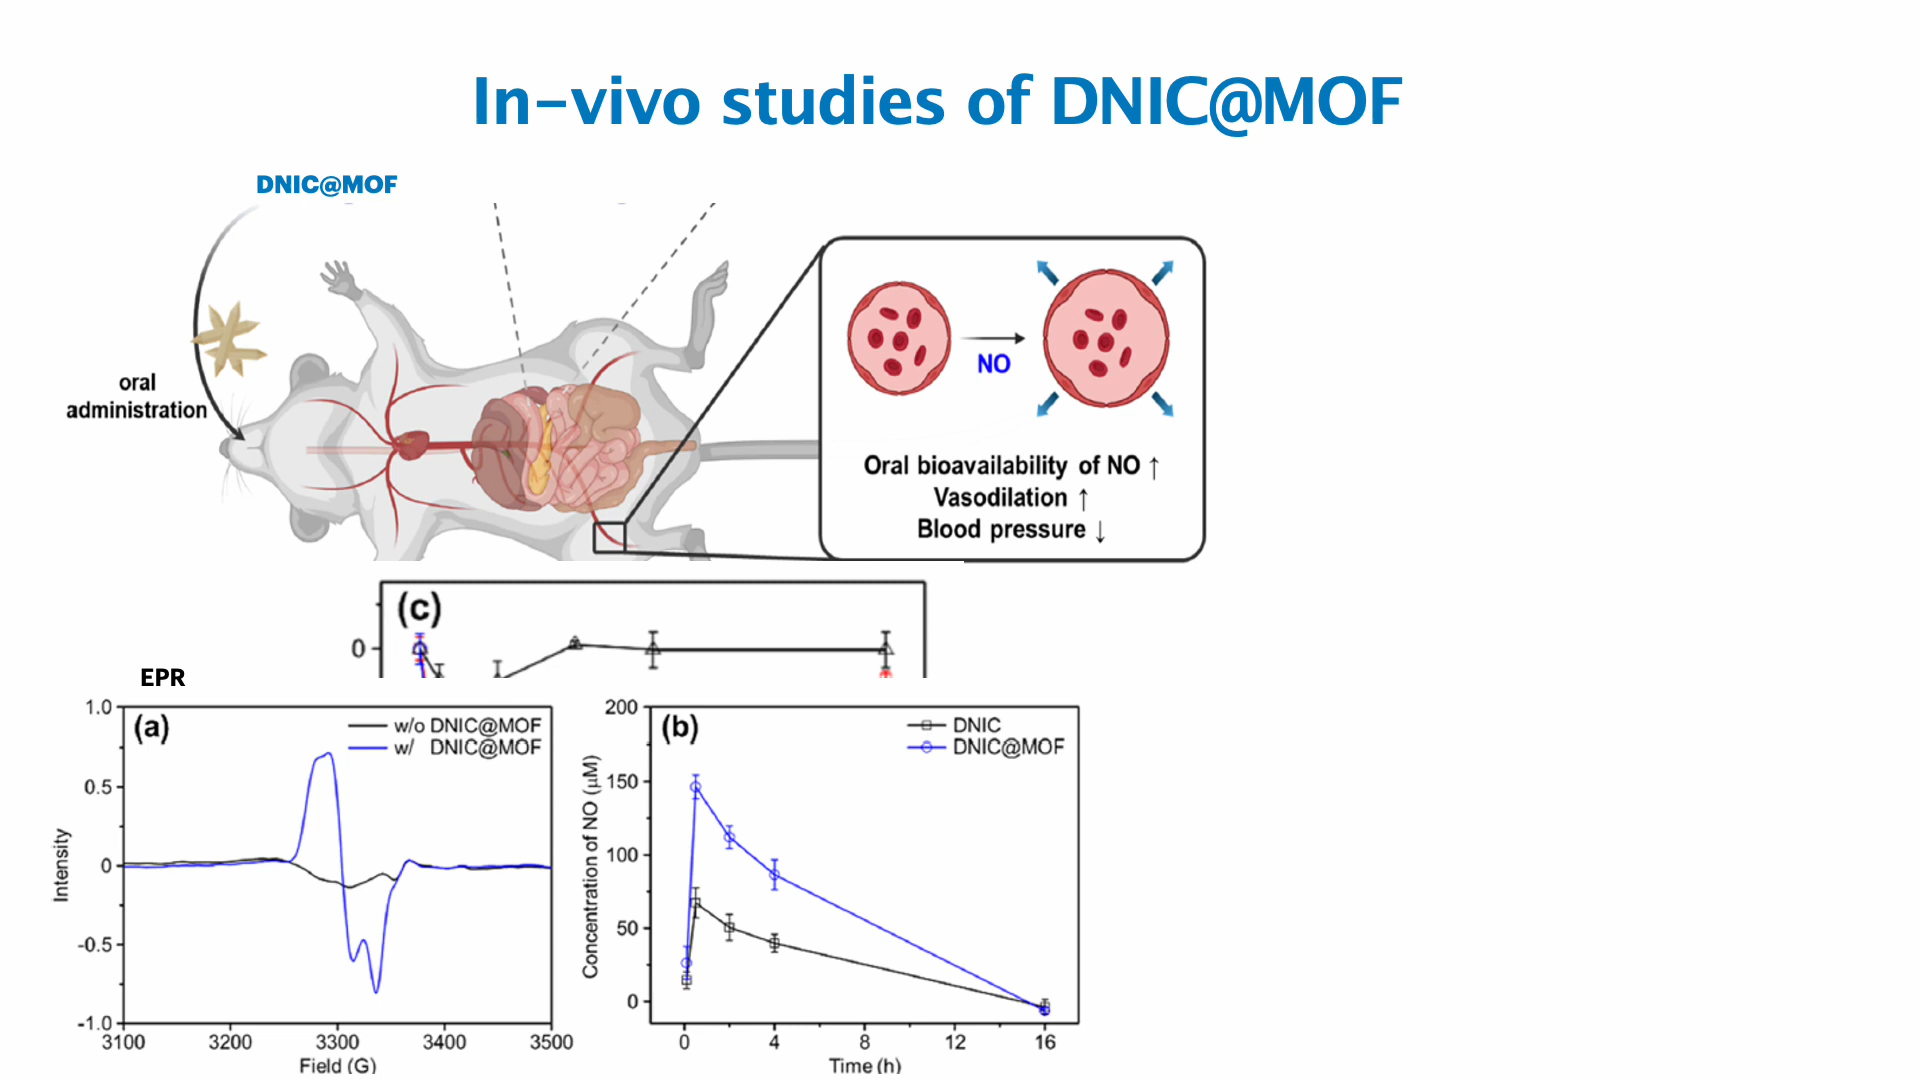 In-vivo studies of DNIC@MOF
DNIC@MOF
oral
administration
NO
Oral bioavailability of NO ↑
Vasodilation ↑
Blood pressure ↓
(c)
0
EPR
(a)
w/o DNIC@MOF
w/ DNIC@MOF
1.0
0.5
0
-0.5
-1.0
Intensity
3100 3200 3300 3400 3500
Field (G)
(b)
DNIC
DNIC@MOF
200
150
100
50
0
Concentration of NO (μM)
0 4 8 12 16
Time (h)